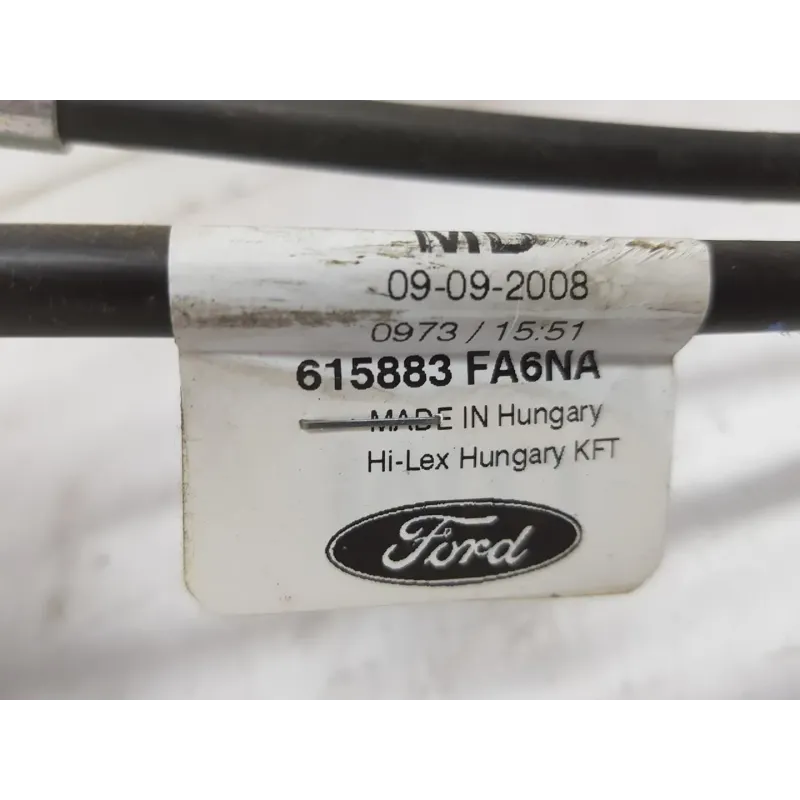 09-09-2008
0973 / 15:51
615883 FA6NA
MADE IN Hungary
Hi-Lex Hungary KFT
Ford